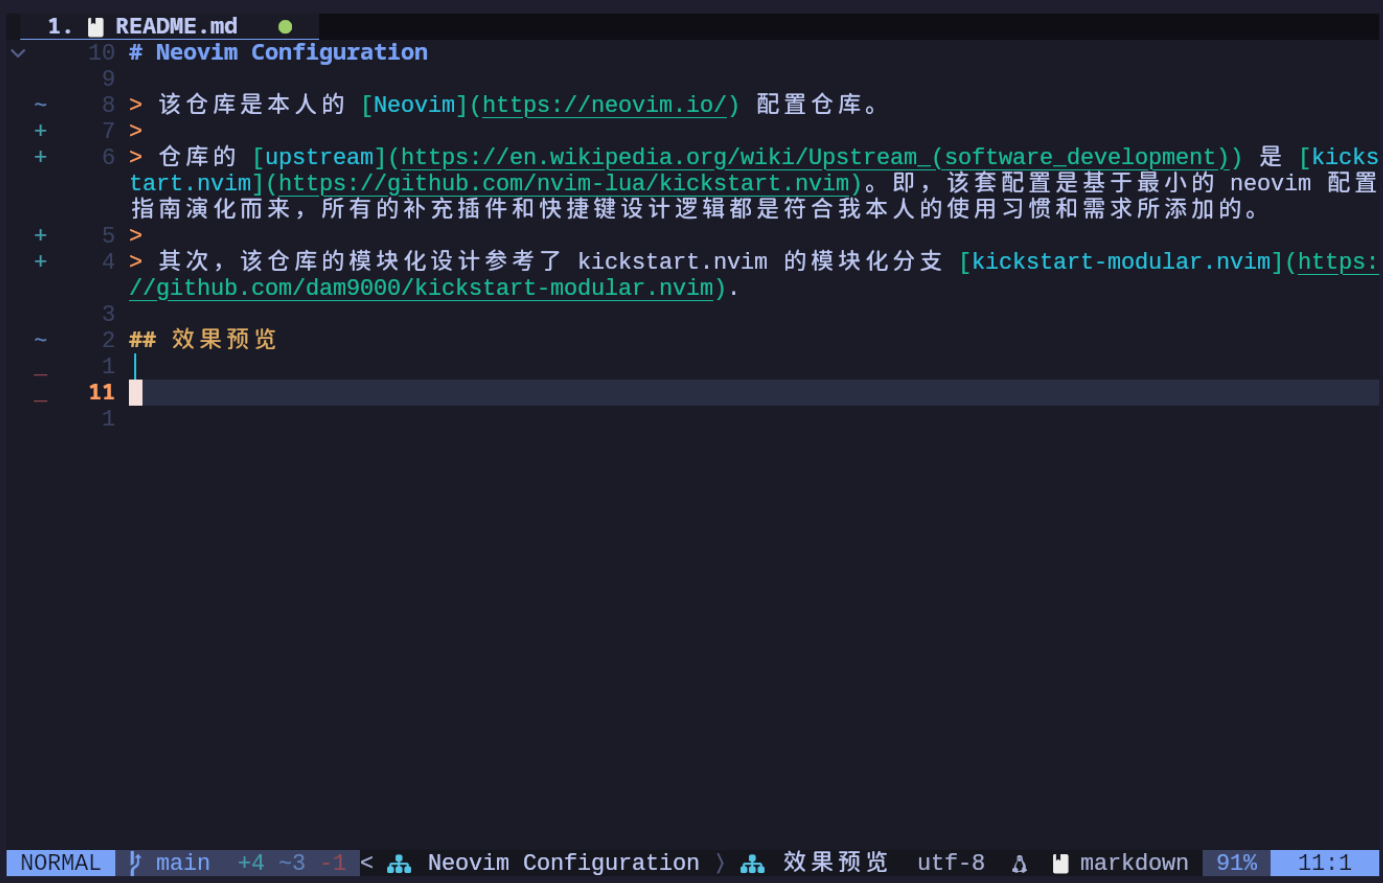 1. README.md
10 # Neovim Configuration
9
~ 8 > 该仓库是本人的 [Neovim](https://neovim.io/) 配置仓库。
+ 7 >
+ 6 > 仓库的 [upstream](https://en.wikipedia.org/wiki/Upstream_(software_development)) 是 [kicks
tart.nvim](https://github.com/nvim-lua/kickstart.nvim)。即，该套配置是基于最小的 neovim 配置
指南演化而来，所有的补充插件和快捷键设计逻辑都是符合我本人的使用习惯和需求所添加的。
+ 5 >
+ 4 > 其次，该仓库的模块化设计参考了 kickstart.nvim 的模块化分支 [kickstart-modular.nvim](https:
//github.com/dam9000/kickstart-modular.nvim).
3
~ 2 ## 效果预览
_ 1
_ 11
1
NORMAL main +4 ~3 -1 < Neovim Configuration 〉 效果预览 utf-8 markdown 91% 11:1